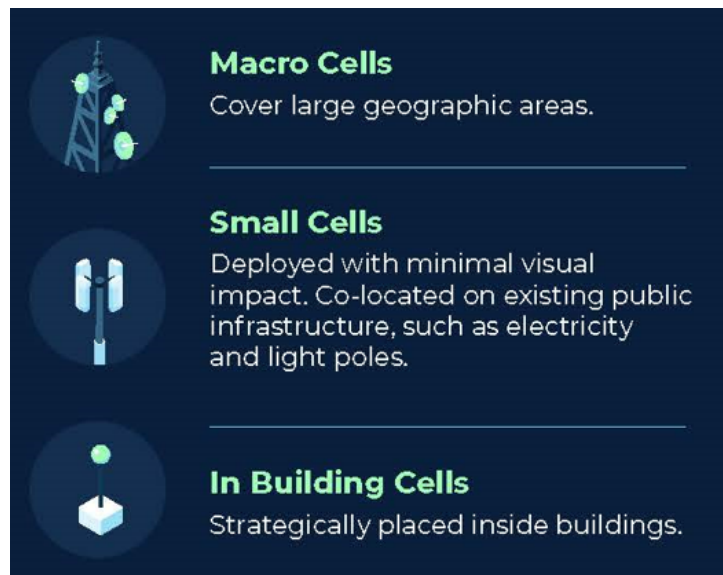 Macro Cells
Cover large geographic areas.
Small Cells
Deployed with minimal visual
impact. Co-located on existing public
infrastructure, such as electricity
and light poles.
In Building Cells
Strategically placed inside buildings.